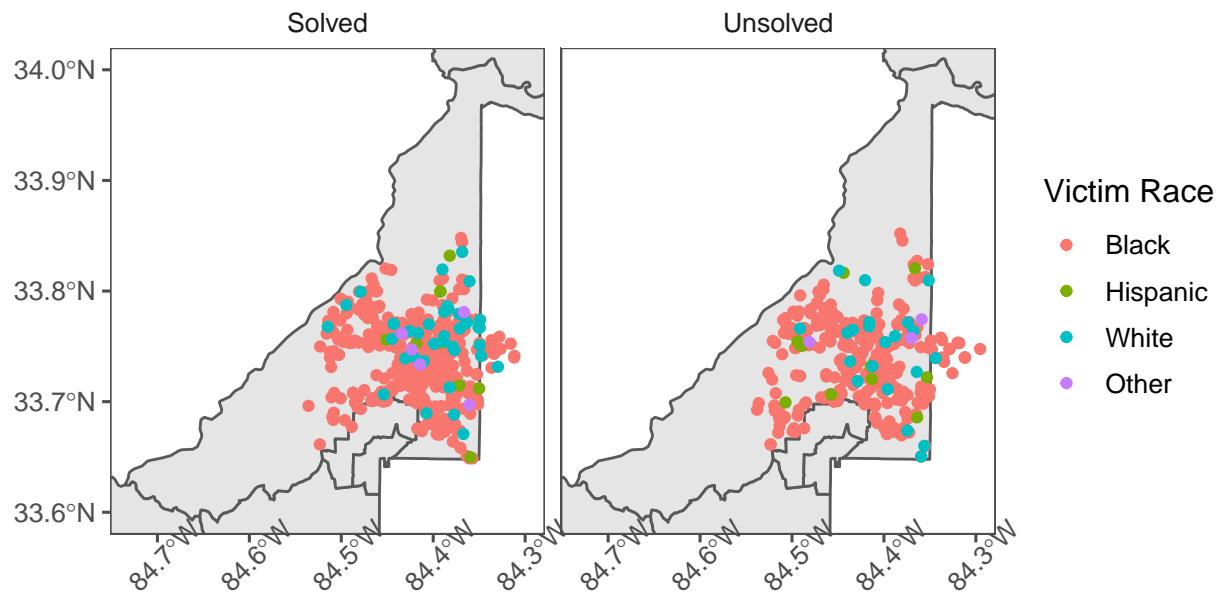 Solved Unsolved
34.0°N
33.9°N
33.8°N
33.7°N
33.6°N
84.7°W 84.6°W 84.5°W 84.4°W 84.3°W 84.7°W 84.6°W 84.5°W 84.4°W 84.3°W
Victim Race
Black
Hispanic
White
Other